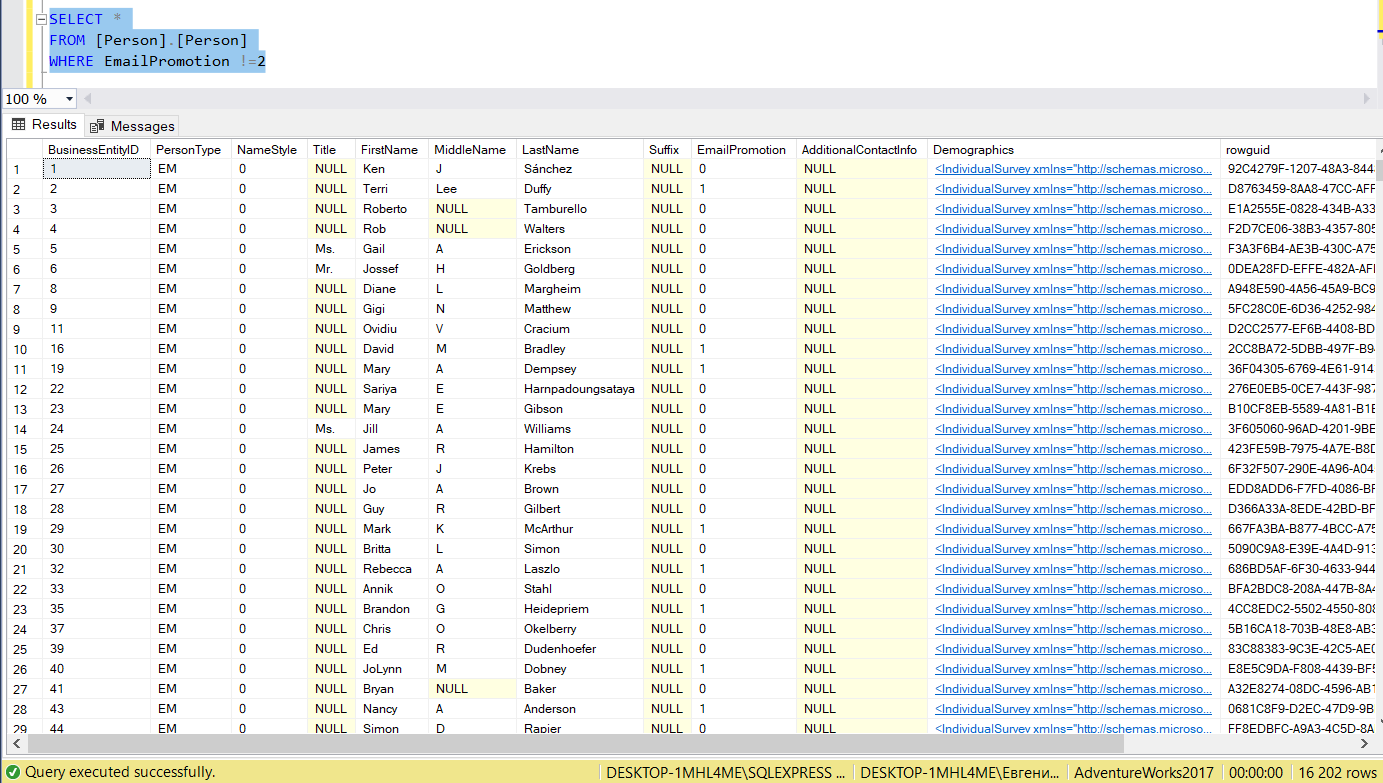 SELECT *
FROM [Person].[Person]
WHERE EmailPromotion !=2
100 %
Results Messages
BusinessEntityID PersonType NameStyle Title FirstName MiddleName LastName Suffix EmailPromotion AdditionalContactInfo Demographics rowguid
1 1 EM 0 NULL Ken J Sánchez NULL 0 NULL <IndividualSurvey xmlns="http://schemas.microso... 92C4279F-1207-48A3-844
2 2 EM 0 NULL Terri Lee Duffy NULL 1 NULL <IndividualSurvey xmlns="http://schemas.microso... D8763459-8AA8-47CC-AFF
3 3 EM 0 NULL Roberto NULL Tamburello NULL 0 NULL <IndividualSurvey xmlns="http://schemas.microso... E1A2555E-0828-434B-A33
4 4 EM 0 NULL Rob NULL Walters NULL 0 NULL <IndividualSurvey xmlns="http://schemas.microso... F2D7CE06-38B3-4357-805
5 5 EM 0 Ms. Gail A Erickson NULL 0 NULL <IndividualSurvey xmlns="http://schemas.microso... F3A3F6B4-AE3B-430C-A75
6 6 EM 0 Mr. Jossef H Goldberg NULL 0 NULL <IndividualSurvey xmlns="http://schemas.microso... 0DEA28FD-EFFE-482A-AF
7 8 EM 0 NULL Diane L Margheim NULL 0 NULL <IndividualSurvey xmlns="http://schemas.microso... A948E590-4A56-45A9-BC9
8 9 EM 0 NULL Gigi N Matthew NULL 0 NULL <IndividualSurvey xmlns="http://schemas.microso... 5FC28C0E-6D36-4252-984
9 11 EM 0 NULL Ovidiu V Cracium NULL 0 NULL <IndividualSurvey xmlns="http://schemas.microso... D2CC2577-EF6B-4408-BD
10 16 EM 0 NULL David M Bradley NULL 1 NULL <IndividualSurvey xmlns="http://schemas.microso... 2CC8BA72-5DBB-497F-B9
11 19 EM 0 NULL Mary A Dempsey NULL 1 NULL <IndividualSurvey xmlns="http://schemas.microso... 36F04305-6769-4E61-914
12 22 EM 0 NULL Sariya E Harnpadoungsataya NULL 0 NULL <IndividualSurvey xmlns="http://schemas.microso... 276E0EB5-0CE7-443F-987
13 23 EM 0 NULL Mary E Gibson NULL 0 NULL <IndividualSurvey xmlns="http://schemas.microso... B10CF8EB-5589-4A81-B1E
14 24 EM 0 Ms. Jill A Williams NULL 0 NULL <IndividualSurvey xmlns="http://schemas.microso... 3F605060-96AD-4201-9BE
15 25 EM 0 NULL James R Hamilton NULL 0 NULL <IndividualSurvey xmlns="http://schemas.microso... 423FE59B-7975-4A7E-B8D
16 26 EM 0 NULL Peter J Krebs NULL 0 NULL <IndividualSurvey xmlns="http://schemas.microso... 6F32F507-290E-4A96-A04
17 27 EM 0 NULL Jo A Brown NULL 0 NULL <IndividualSurvey xmlns="http://schemas.microso... EDD8ADD6-F7FD-4086-BF
18 28 EM 0 NULL Guy R Gilbert NULL 0 NULL <IndividualSurvey xmlns="http://schemas.microso... D366A33A-8EDE-42BD-BF
19 29 EM 0 NULL Mark K McArthur NULL 1 NULL <IndividualSurvey xmlns="http://schemas.microso... 667FA3BA-B877-4BCC-A75
20 30 EM 0 NULL Britta L Simon NULL 0 NULL <IndividualSurvey xmlns="http://schemas.microso... 5090C9A8-E39E-4A4D-913
21 32 EM 0 NULL Rebecca A Laszlo NULL 1 NULL <IndividualSurvey xmlns="http://schemas.microso... 686BD5AF-6F30-4633-944
22 33 EM 0 NULL Annik O Stahl NULL 0 NULL <IndividualSurvey xmlns="http://schemas.microso... BFA2BDC8-208A-447B-8A4
23 35 EM 0 NULL Brandon G Heidepriem NULL 1 NULL <IndividualSurvey xmlns="http://schemas.microso... 4CC8EDC2-5502-4550-808
24 37 EM 0 NULL Chris O Okelberry NULL 0 NULL <IndividualSurvey xmlns="http://schemas.microso... 5B16CA18-703B-48E8-AB3
25 39 EM 0 NULL Ed R Dudenhoefer NULL 0 NULL <IndividualSurvey xmlns="http://schemas.microso... 83C88383-9C3E-42C5-AE0
26 40 EM 0 NULL JoLynn M Dobney NULL 1 NULL <IndividualSurvey xmlns="http://schemas.microso... E8E5C9DA-F808-4439-BF5
27 41 EM 0 NULL Bryan NULL Baker NULL 0 NULL <IndividualSurvey xmlns="http://schemas.microso... A32E8274-08DC-4596-AB1
28 43 EM 0 NULL Nancy A Anderson NULL 1 NULL <IndividualSurvey xmlns="http://schemas.microso... 0681C8F9-D2EC-47D9-9B
29 44 EM 0 NULL Simon D Rapier NULL 0 NULL <IndividualSurvey xmlns="http://schemas.microso... FF8EDBFC-A9A3-4C5D-8A
Query executed successfully. DESKTOP-1MHL4ME\SQLEXPRESS ... DESKTOP-1MHL4ME\Евгени... AdventureWorks2017 00:00:00 16 202 rows